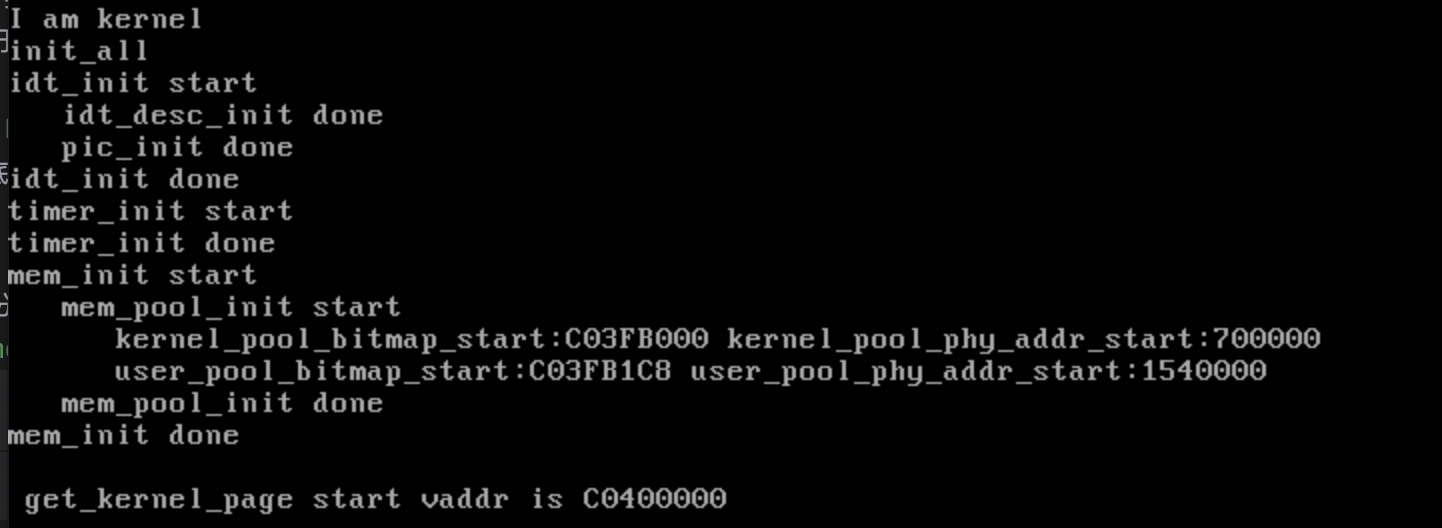 I am kernel
init_all
idt_init start
   idt_desc_init done
   pic_init done
idt_init done
timer_init start
timer_init done
mem_init start
   mem_pool_init start
      kernel_pool_bitmap_start:C03FB000 kernel_pool_phy_addr_start:700000
      user_pool_bitmap_start:C03FB1C8 user_pool_phy_addr_start:1540000
   mem_pool_init done
mem_init done

 get_kernel_page start vaddr is C0400000